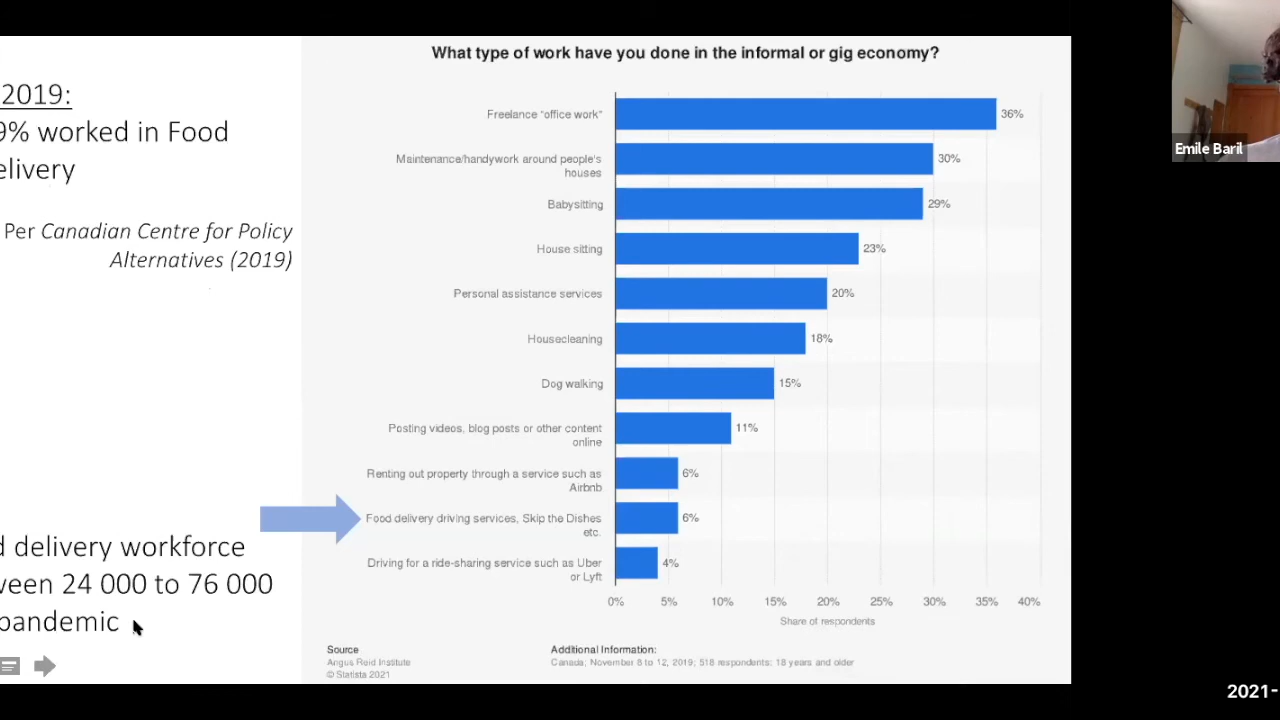 What type of work have you done in the informal or gig economy?
2019:
9% worked in Food
elivery
Per Canadian Centre for Policy
Alternatives (2019)
d delivery workforce
ween 24 000 to 76 000
pandemic
Freelance "office work"
36%
Maintenance/handywork around people's
houses
30%
Babysitting
29%
House sitting
23%
Personal assistance services
20%
Housecleaning
18%
Dog walking
15%
Posting videos, blog posts or other content
online
11%
Renting out property through a service such as
Airbnb
6%
Food delivery driving services, Skip the Dishes
etc.
6%
Driving for a ride-sharing service such as Uber
or Lyft
4%
0% 5% 10% 15% 20% 25% 30% 35% 40%
Share of respondents
Source
Angus Reid Institute
© Statista 2021
Additional Information:
Canada; November 8 to 12, 2019; 518 respondents; 18 years and older
Emile Baril
2021-